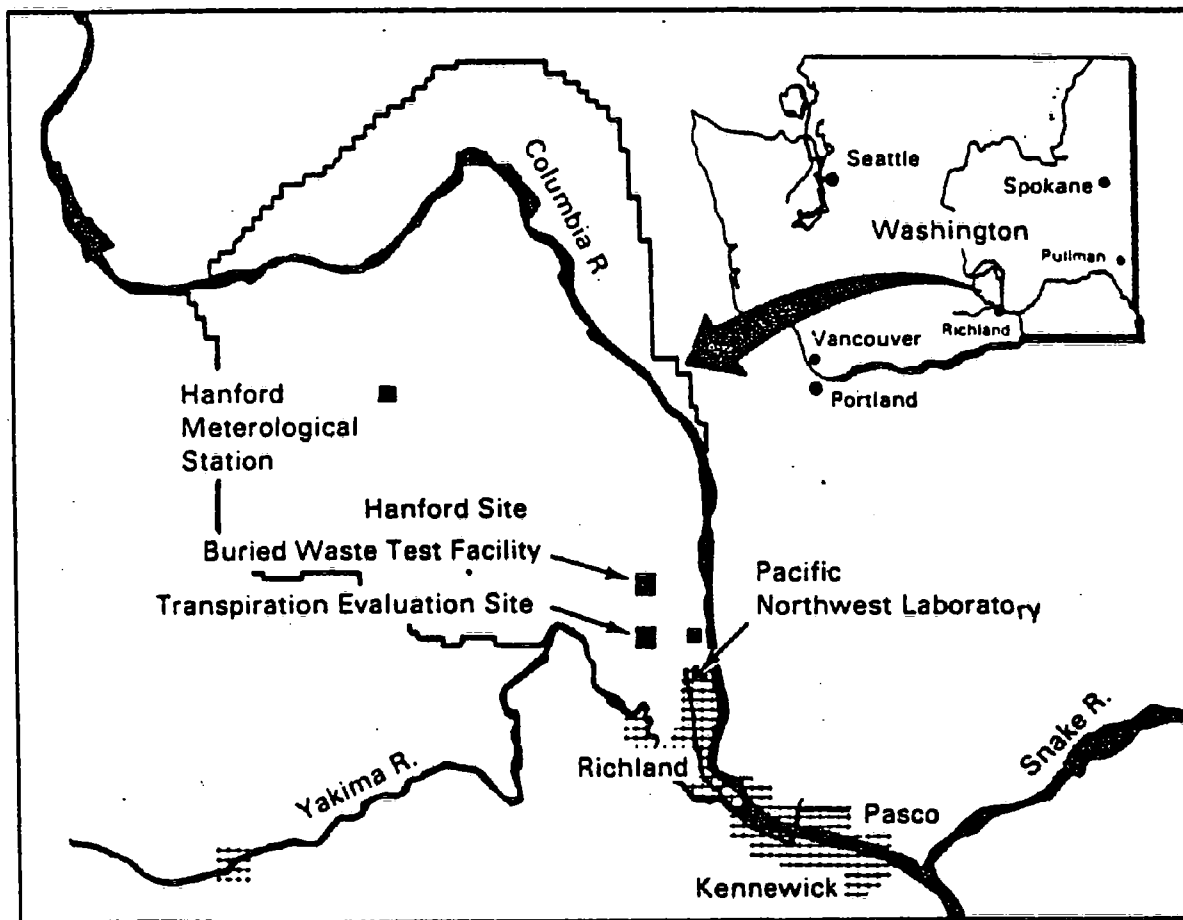 Columbia R.
Seattle
Spokane
Washington
Pullman
Richland
Vancouver
Portland
Hanford
Meterological
Station
Hanford Site
Buried Waste Test Facility
Transpiration Evaluation Site
Pacific
Northwest Laboratory
Richland
Yakima R.
Snake R.
Pasco
Kennewick